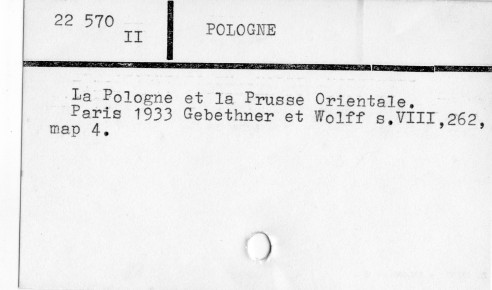 22 570
II
POLOGNE
La Pologne et la Prusse Orientale.
Paris 1933 Gebethner et Wolff s.VIII,262,
map 4.